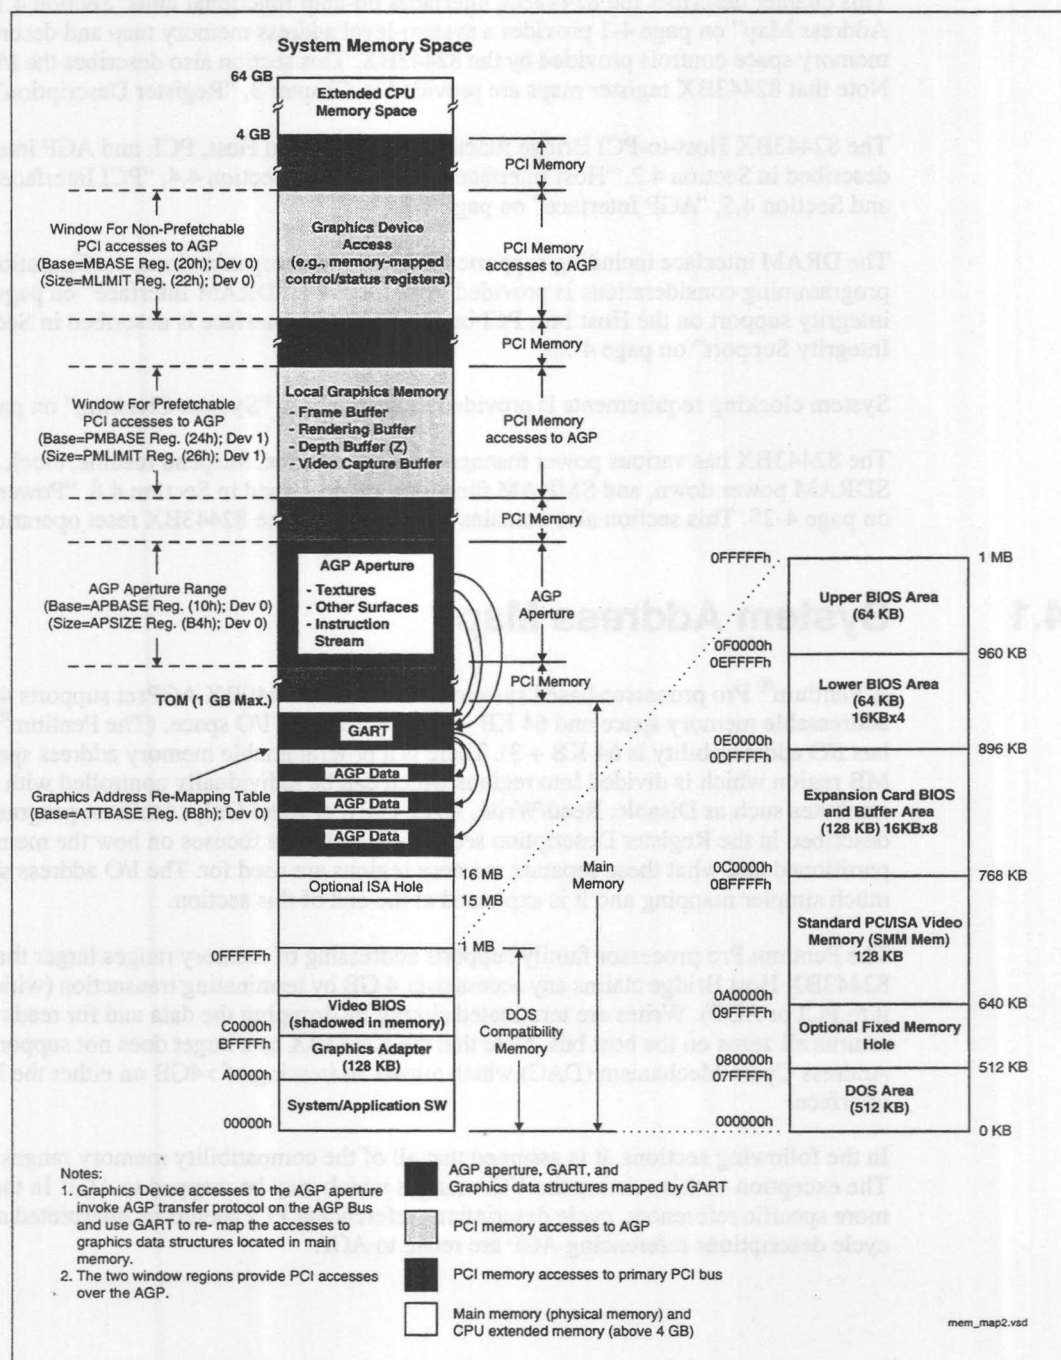 System Memory Space
64 GB
Extended CPU
Memory Space
4 GB
PCI Memory
Window For Non-Prefetchable
PCI accesses to AGP
(Base=MBASE Reg. (20h); Dev 0)
(Size=MLIMIT Reg. (22h); Dev 0)
Graphics Device
Access
(e.g., memory-mapped
control/status registers)
PCI Memory
accesses to AGP
PCI Memory
Window For Prefetchable
PCI accesses to AGP
(Base=PMBASE Reg. (24h); Dev 1)
(Size=PMLIMIT Reg. (26h); Dev 1)
Local Graphics Memory
- Frame Buffer
- Rendering Buffer
- Depth Buffer (Z)
- Video Capture Buffer
PCI Memory
accesses to AGP
PCI Memory
AGP Aperture Range
(Base=APBASE Reg. (10h); Dev 0)
(Size=APSIZE Reg. (B4h); Dev 0)
AGP Aperture
- Textures
- Other Surfaces
- Instruction
Stream
AGP
Aperture
PCI Memory
TOM (1 GB Max.)
GART
AGP Data
AGP Data
AGP Data
Graphics Address Re-Mapping Table
(Base=ATTBASE Reg. (B8h); Dev 0)
16 MB
Optional ISA Hole
15 MB
Main
Memory
1 MB
0FFFFFh
Video BIOS
(shadowed in memory)
C0000h
BFFFFh
Graphics Adapter
(128 KB)
A0000h
System/Application SW
00000h
DOS
Compatibility
Memory
0FFFFFh
1 MB
Upper BIOS Area
(64 KB)
0F0000h
960 KB
0EFFFFh
Lower BIOS Area
(64 KB)
16KBx4
0E0000h
896 KB
0DFFFFh
Expansion Card BIOS
and Buffer Area
(128 KB) 16KBx8
0C0000h
768 KB
0BFFFFh
Standard PCI/ISA Video
Memory (SMM Mem)
128 KB
0A0000h
640 KB
09FFFFh
Optional Fixed Memory
Hole
080000h
512 KB
07FFFFh
DOS Area
(512 KB)
000000h
0 KB
Notes:
1. Graphics Device accesses to the AGP aperture
invoke AGP transfer protocol on the AGP Bus
and use GART to re- map the accesses to
graphics data structures located in main
memory.
2. The two window regions provide PCI accesses
over the AGP.
AGP aperture, GART, and
Graphics data structures mapped by GART
PCI memory accesses to AGP
PCI memory accesses to primary PCI bus
Main memory (physical memory) and
CPU extended memory (above 4 GB)
mem_map2.vsd